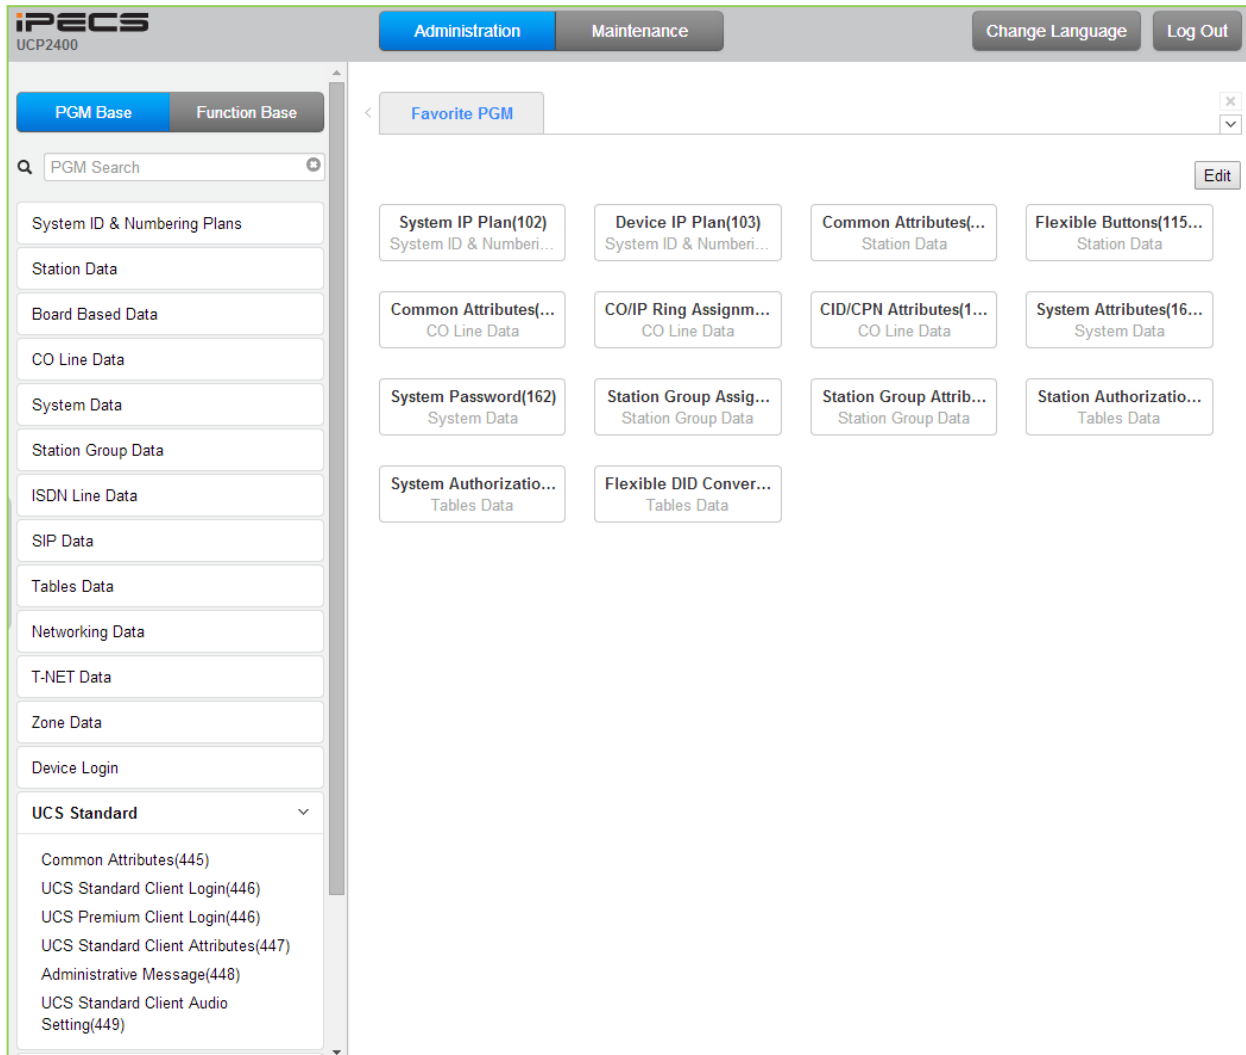 iPECS
UCP2400
Administration
Maintenance
Change Language
Log Out
PGM Base
Function Base
PGM Search
System ID & Numbering Plans
Station Data
Board Based Data
CO Line Data
System Data
Station Group Data
ISDN Line Data
SIP Data
Tables Data
Networking Data
T-NET Data
Zone Data
Device Login
UCS Standard
Common Attributes(445)
UCS Standard Client Login(446)
UCS Premium Client Login(446)
UCS Standard Client Attributes(447)
Administrative Message(448)
UCS Standard Client Audio
Setting(449)
Favorite PGM
Edit
System IP Plan(102)
System ID & Numberi...
Device IP Plan(103)
System ID & Numberi...
Common Attributes(...
Station Data
Flexible Buttons(115...
Station Data
Common Attributes(...
CO Line Data
CO/IP Ring Assignm...
CO Line Data
CID/CPN Attributes(1...
CO Line Data
System Attributes(16...
System Data
System Password(162)
System Data
Station Group Assig...
Station Group Data
Station Group Attrib...
Station Group Data
Station Authorizatio...
Tables Data
System Authorizatio...
Tables Data
Flexible DID Conver...
Tables Data